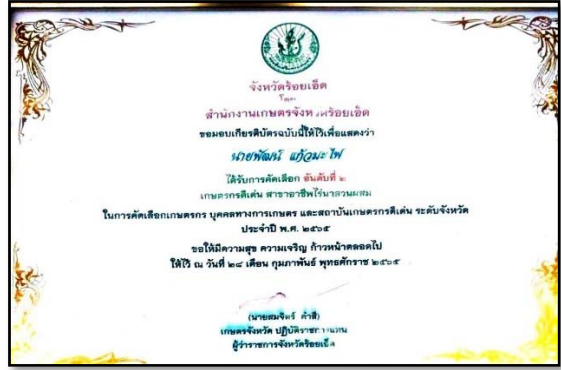 จังหวัดร้อยเอ็ด
โดย
สำนักงานเกษตรจังหวัดร้อยเอ็ด
ขอมอบเกียรติบัตรฉบับนี้ไว้เพื่อแสดงว่า
นายพัฒน์ แก้วมะไฟ
ได้รับการคัดเลือก อันดับที่ ๒
เกษตรกรดีเด่น สาขาอาชีพไร่นาสวนผสม
ในการคัดเลือกเกษตรกร บุคคลทางการเกษตร และสถาบันเกษตรกรดีเด่น ระดับจังหวัด
ประจำปี พ.ศ. ๒๕๖๕
ขอให้มีความสุข ความเจริญ ก้าวหน้าตลอดไป
ให้ไว้ ณ วันที่ ๒๘ เดือน กุมภาพันธ์ พุทธศักราช ๒๕๖๕
(นายสมจิตร์ คำสี)
เกษตรจังหวัด ปฏิบัติราชการแทน
ผู้ว่าราชการจังหวัดร้อยเอ็ด